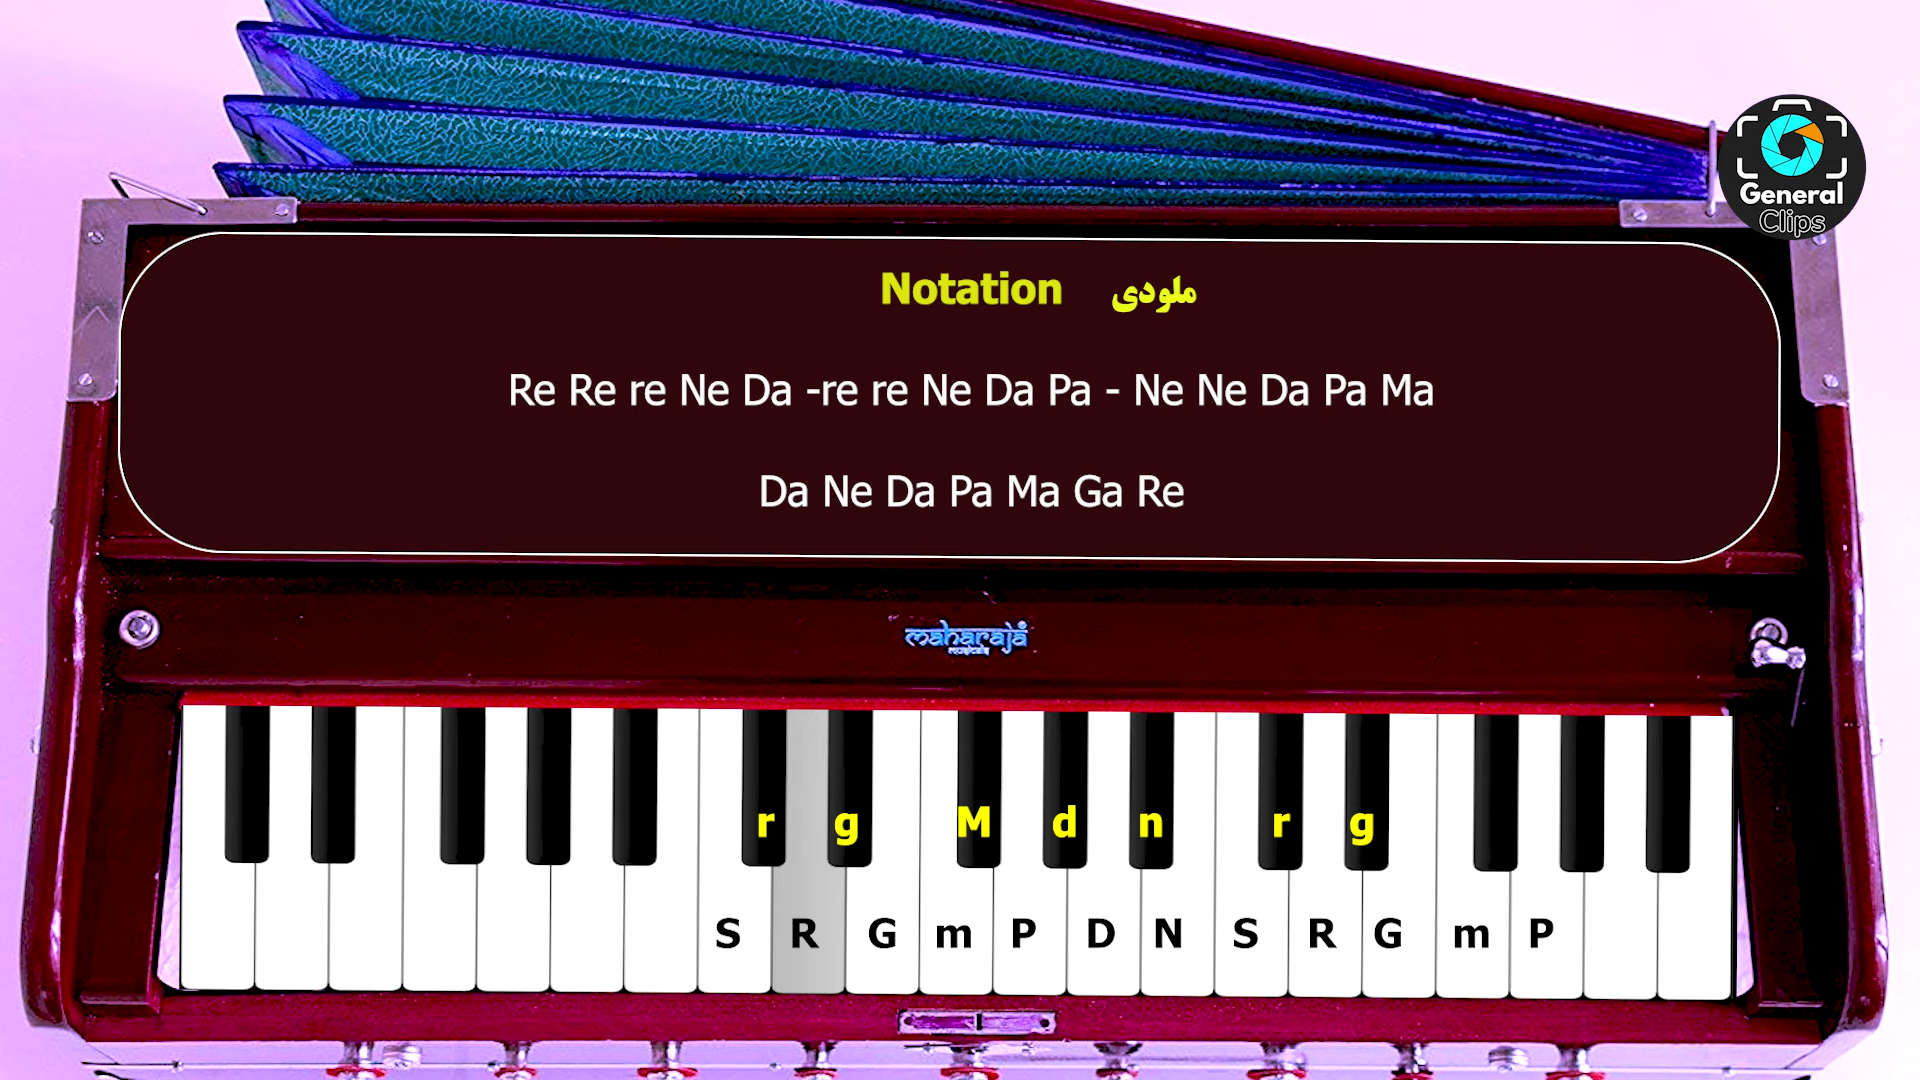 General
Clips
Notation ملودی
Re Re re Ne Da -re re Ne Da Pa - Ne Ne Da Pa Ma
Da Ne Da Pa Ma Ga Re
maharaja
musicals
r g M d n r g
S R G m P D N S R G m P